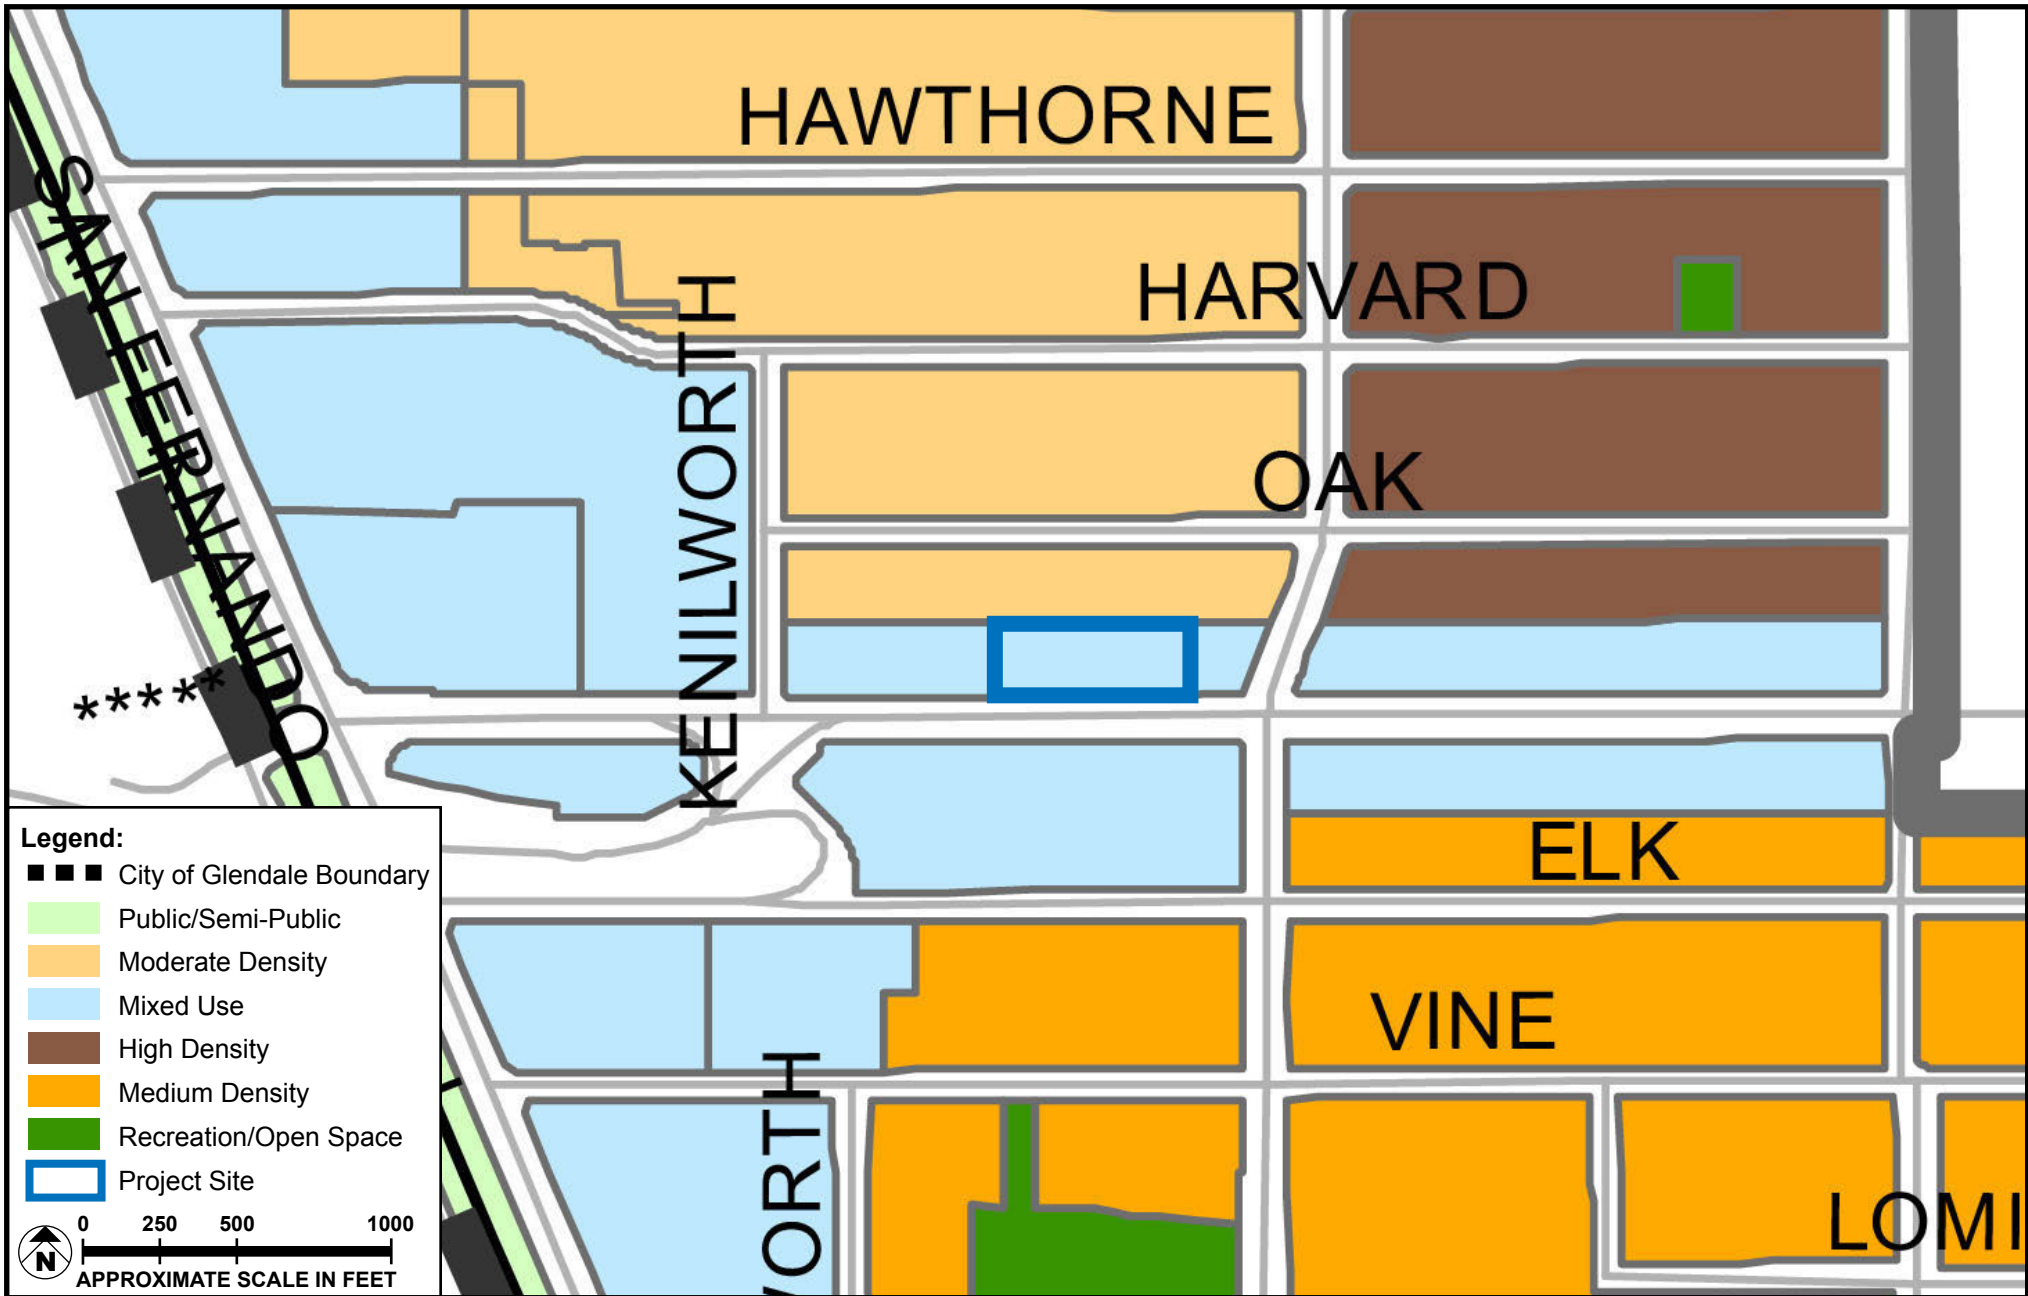 HAWTHORNE
SAN FERNANDO
HARVARD
KENILWORTH
OAK
*****
ELK
VINE
WORTH
LOMI
Legend:
City of Glendale Boundary
Public/Semi-Public
Moderate Density
Mixed Use
High Density
Medium Density
Recreation/Open Space
Project Site
0 250 500 1000
N
APPROXIMATE SCALE IN FEET